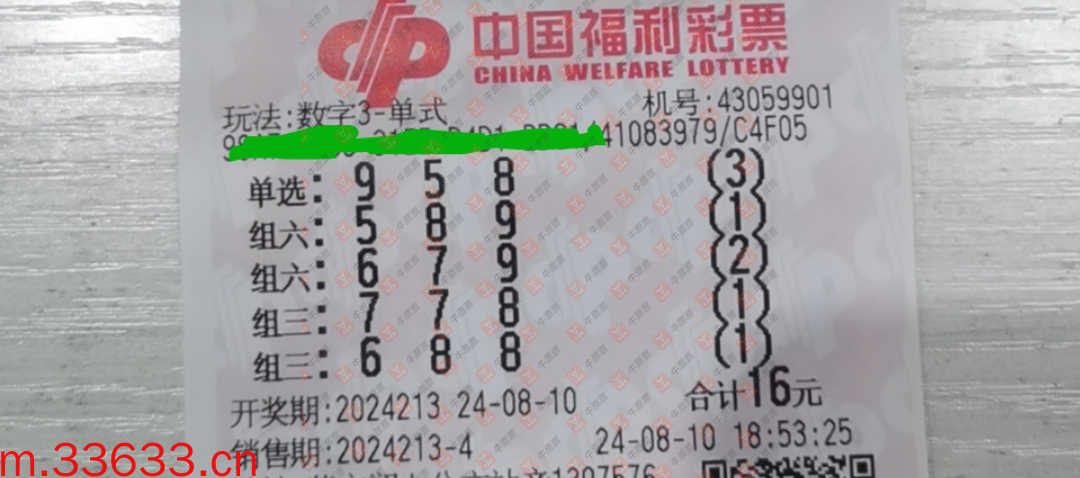 中国福利彩票
CHINA WELFARE LOTTERY
玩法:数字3-单式 机号:43059901
41083979/C4F05
单选: 9 5 8 (3)
组六: 5 8 9 (1)
组六: 6 7 9 (2)
组三: 7 7 8 (1)
组三: 6 8 8 (1)
开奖期:2024213 24-08-10 合计16元
销售期:2024213-4 24-08-10 18:53:25
m.33633.cn